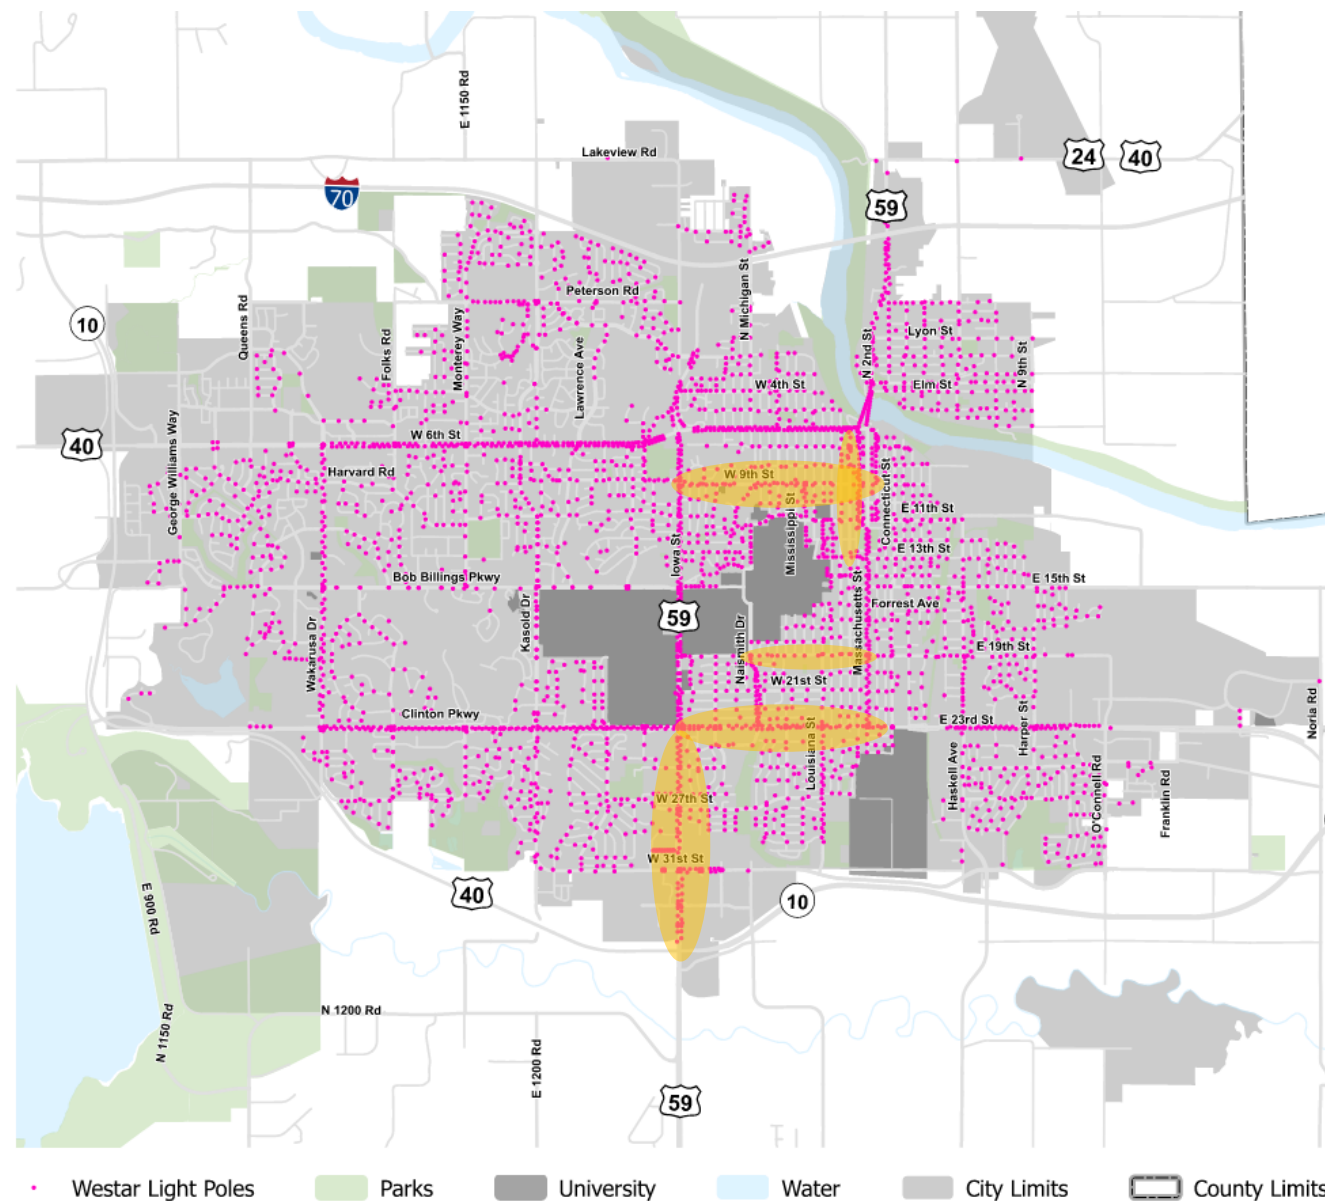 E 1150 Rd
Lakeview Rd
24
40
70
59
N Michigan St
Peterson Rd
10
Queens Rd
Folks Rd
Monterey Way
Lawrence Ave
N 2nd St
Lyon St
N 9th St
W 4th St
Elm St
40
George Williams Way
W 6th St
Harvard Rd
W 9th St
Mississippi St
Connecticut St
E 11th St
Iowa St
E 13th St
Bob Billings Pkwy
E 15th St
59
Kasold Dr
Naismith Dr
Massachusetts St
Forrest Ave
Wakarusa Dr
E 19th St
W 21st St
Clinton Pkwy
E 23rd St
Harper St
Noria Rd
Louisiana St
Haskell Ave
O'Connell Rd
Franklin Rd
W 27th St
W 31st St
40
10
E 900 Rd
N 1150 Rd
N 1200 Rd
E 1200 Rd
59
Westar Light Poles
Parks
University
Water
City Limits
County Limits